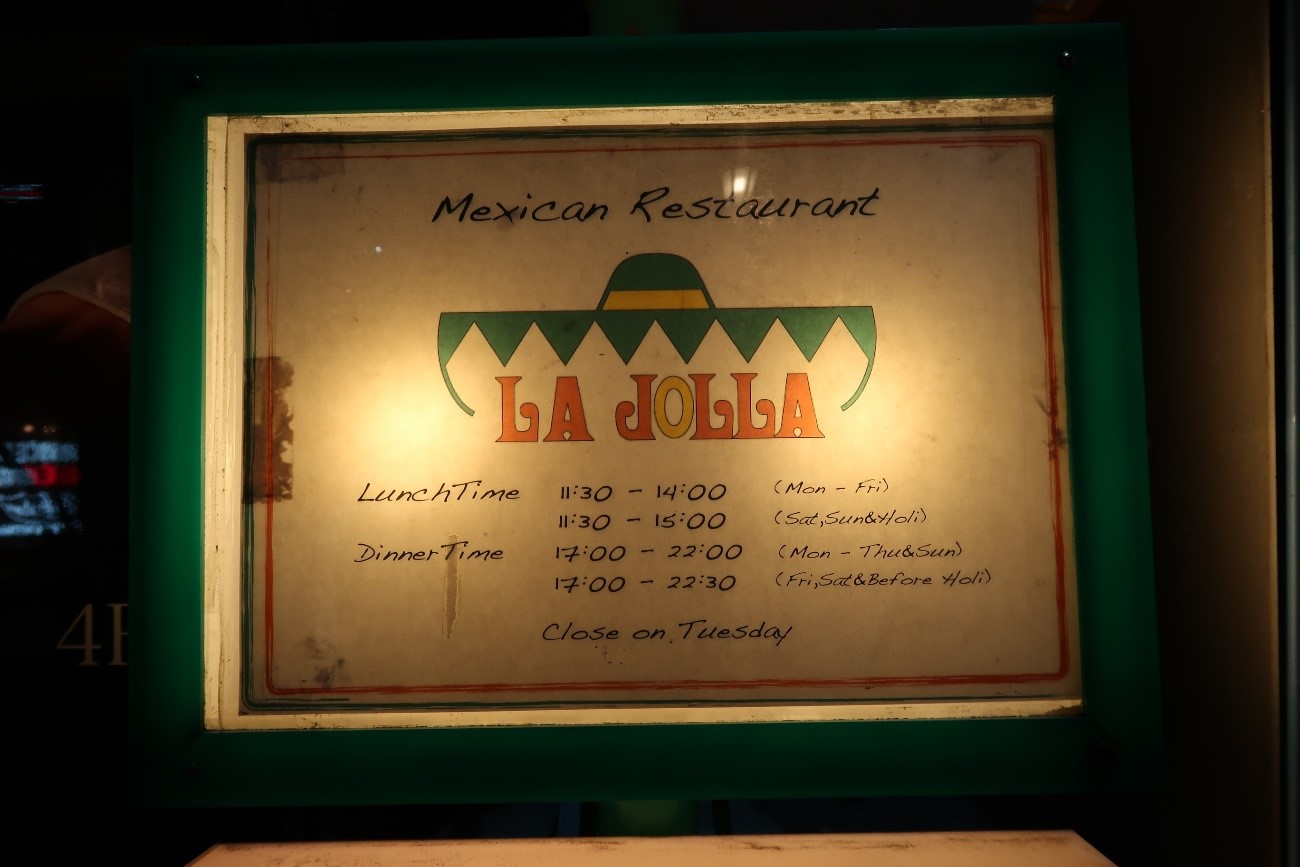 Mexican Restaurant
LA JOLLA
LunchTime 11:30 - 14:00 (Mon - Fri)
11:30 - 15:00 (Sat,Sun&Holi)
DinnerTime 17:00 - 22:00 (Mon - Thu&Sun)
17:00 - 22:30 (Fri,Sat&Before Holi)
Close on Tuesday